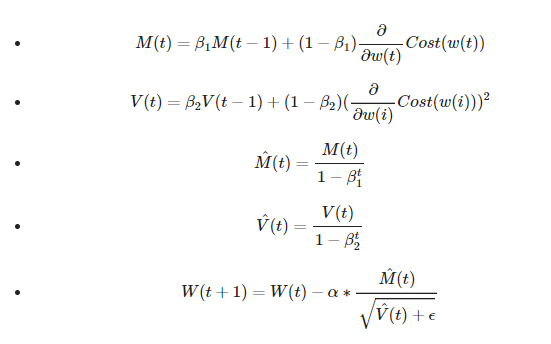 • M(t) = β₁M(t − 1) + (1 − β₁) ∂/∂w(t) Cost(w(t))
• V(t) = β₂V(t − 1) + (1 − β₂)(∂/∂w(i) Cost(w(i)))²
• M̂(t) = M(t)/(1 − β₁ᵗ)
• V̂(t) = V(t)/(1 − β₂ᵗ)
• W(t + 1) = W(t) − α ∗ M̂(t)/√(V̂(t) + ϵ)